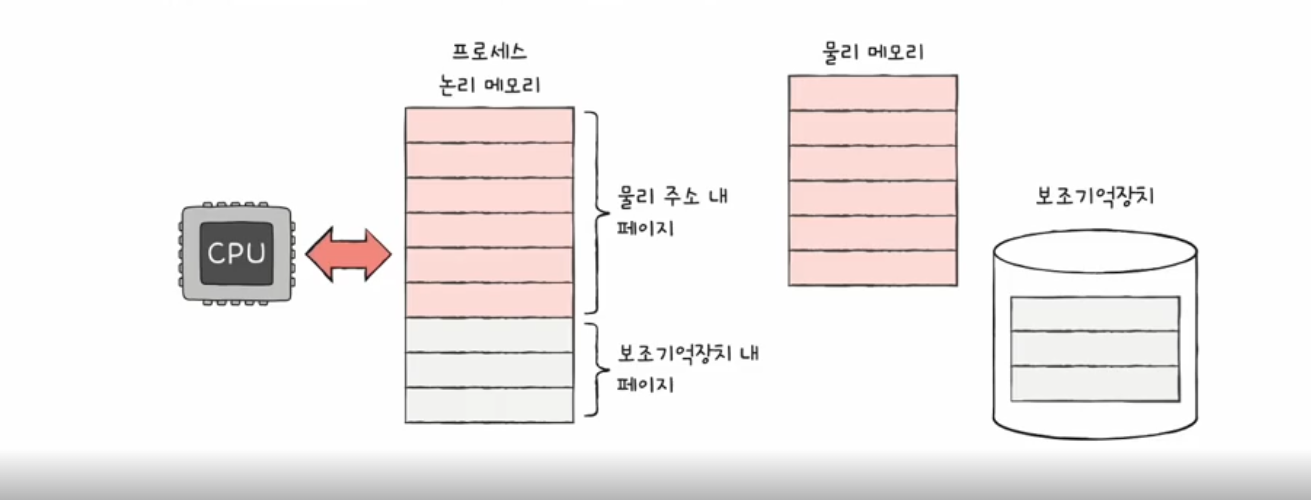 프로세스
논리 메모리
물리 메모리
물리 주소 내
페이지
보조기억장치
CPU
보조기억장치 내
페이지